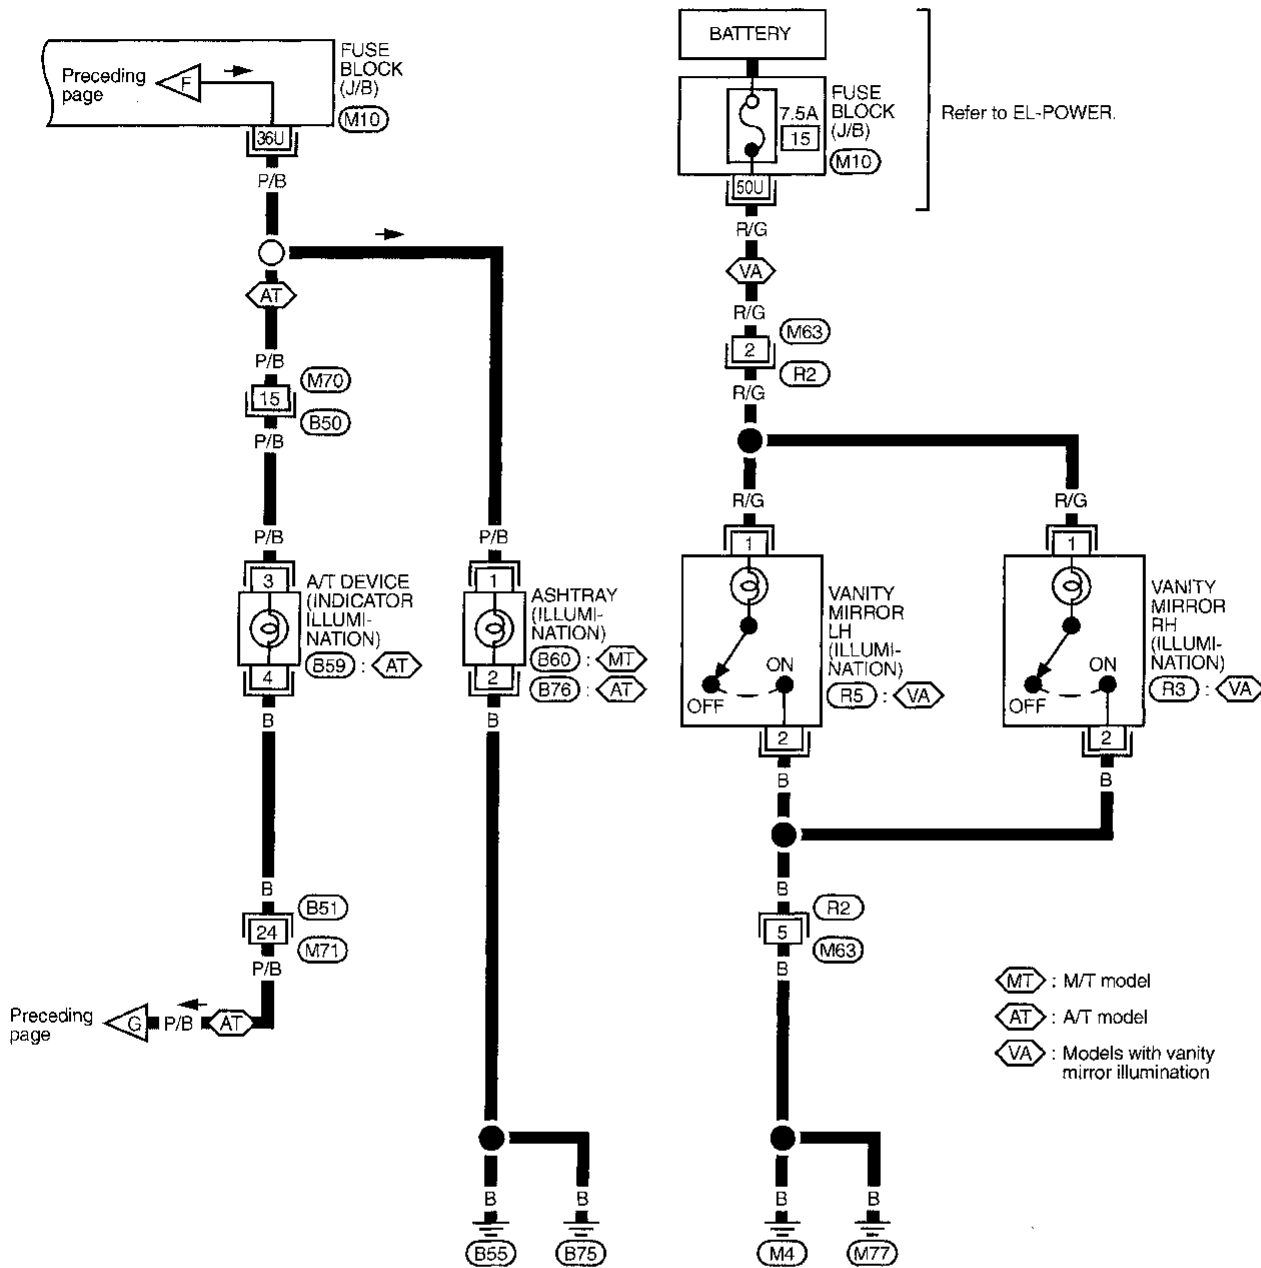 Preceding
page
F
FUSE
BLOCK
(J/B)
M10
36U
P/B
AT
P/B
15
M70
B50
P/B
P/B
3
A/T DEVICE
(INDICATOR
ILLUMI-
NATION)
B59 : AT
4
B
B
24
B51
M71
P/B
Preceding
page
G P/B AT
P/B
1
ASHTRAY
(ILLUMI-
NATION)
B60 : MT
B76 : AT
2
B
B
B
B55
B75
BATTERY
7.5A
15
FUSE
BLOCK
(J/B)
M10
Refer to EL-POWER.
50U
R/G
VA
R/G
2
M63
R2
R/G
R/G
1
VANITY
MIRROR
LH
(ILLUMI-
NATION)
R5 : VA
ON
OFF
2
B
R/G
1
VANITY
MIRROR
RH
(ILLUMI-
NATION)
R3 : VA
ON
OFF
2
B
B
5
R2
M63
B
B
B
M4
M77
MT : M/T model
AT : A/T model
VA : Models with vanity
mirror illumination